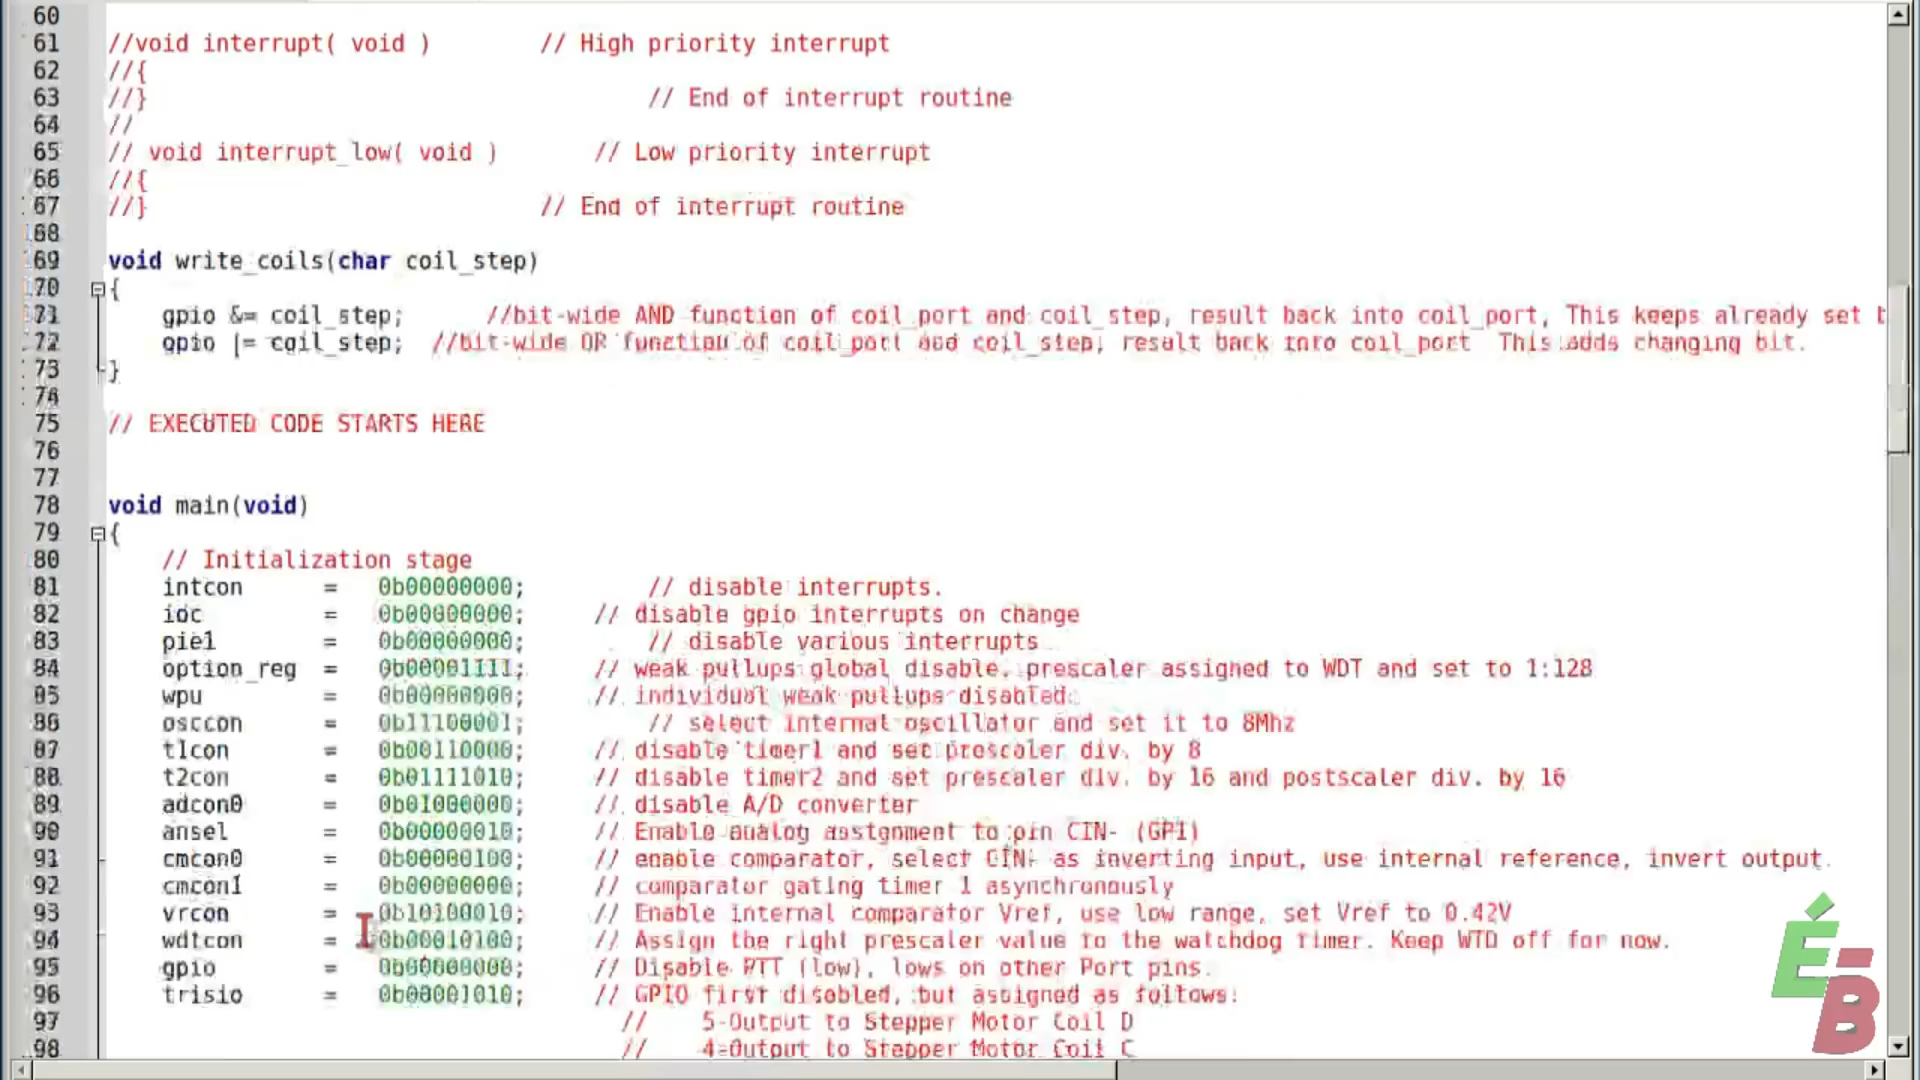 60
61 //void interrupt( void ) // High priority interrupt
62 //{
63 //} // End of interrupt routine
64 //
65 // void interrupt_low( void ) // Low priority interrupt
66 //{
67 //} // End of interrupt routine
68
69 void write_coils(char coil_step)
70 {
71 gpio &= coil_step; //bit-wide AND function of coil_port and coil_step, result back into coil_port, This keeps already set
72 gpio |= coil_step; //bit-wide OR function of coil_port and coil_step, result back into coil_port This adds changing bit.
73 }
74
75 // EXECUTED CODE STARTS HERE
76
77
78 void main(void)
79 {
80 // Initialization stage
81 intcon = 0b00000000; // disable interrupts.
82 ioc = 0b00000000; // disable gpio interrupts on change
83 pie1 = 0b00000000; // disable various interrupts
84 option_reg = 0b00001111; // weak pullups global disable, prescaler assigned to WDT and set to 1:128
85 wpu = 0b00000000; // individual weak pullups disabled.
86 osccon = 0b11100001; // select internal oscillator and set it to 8Mhz
87 t1con = 0b00110000; // disable timer1 and set prescaler div. by 8
88 t2con = 0b01111010; // disable timer2 and set prescaler div. by 16 and postscaler div. by 16
89 adcon0 = 0b01000000; // disable A/D converter
90 ansel = 0b00000010; // Enable analog assignment to pin CIN- (GP1)
91 cmcon0 = 0b00000100; // enable comparator, select CIN- as inverting input, use internal reference, invert output.
92 cmcon1 = 0b00000000; // comparator gating timer 1 asynchronously
93 vrcon = 0b10100010; // Enable internal comparator Vref, use low range, set Vref to 0.42V
94 wdtcon = 0b00010100; // Assign the right prescaler value to the watchdog timer. Keep WTD off for now.
95 gpio = 0b00000000; // Disable PTT (low), lows on other Port pins.
96 trisio = 0b00001010; // GPIO first disabled, but assigned as follows:
97 // 5-Output to Stepper Motor Coil D
98 // 4-Output to Stepper Motor Coil C
É-B